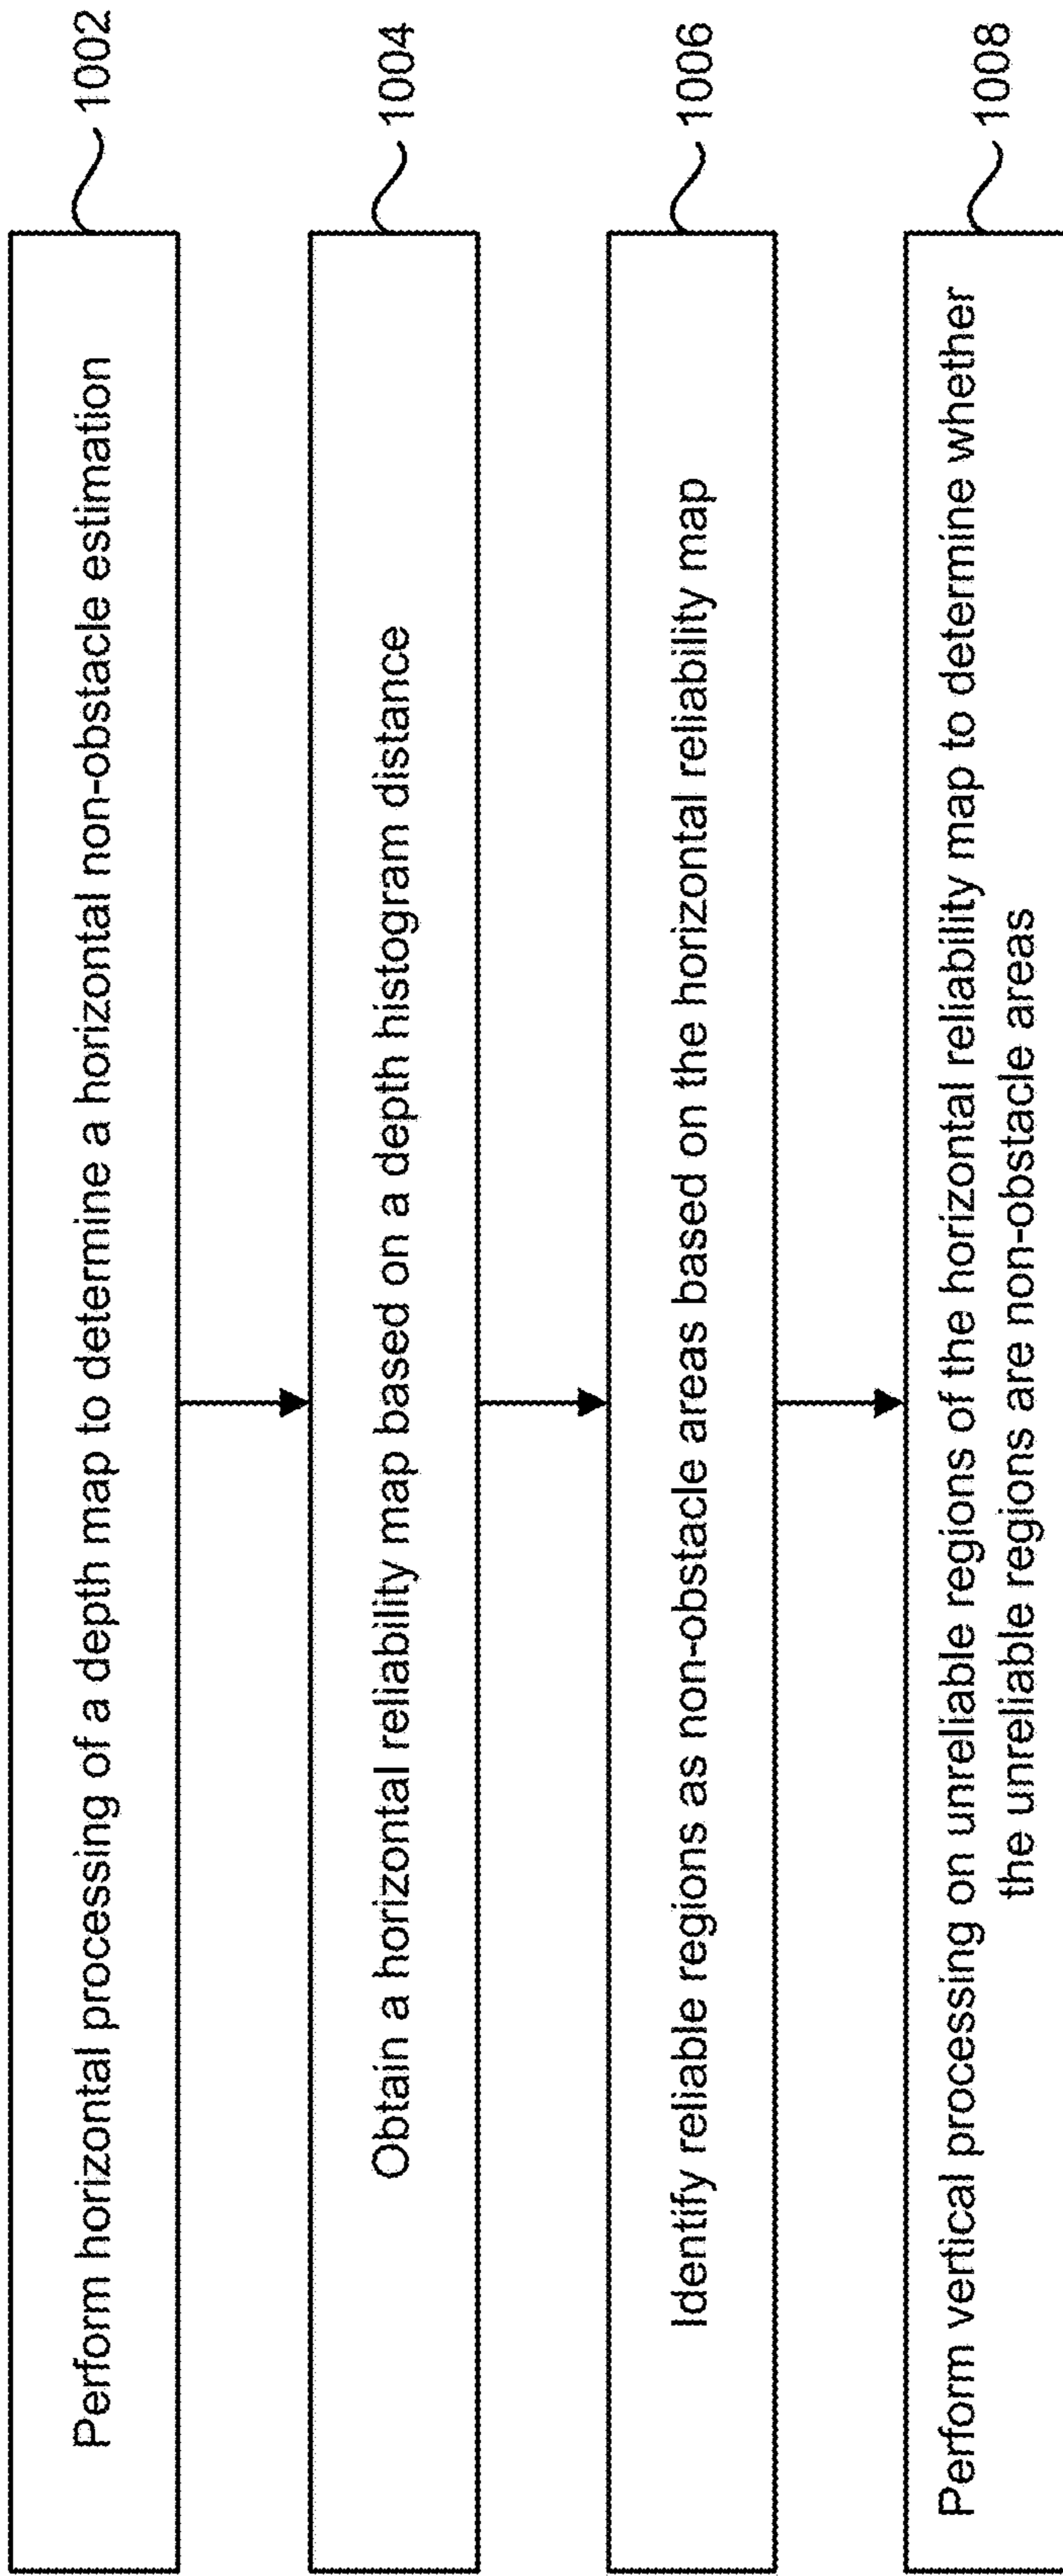 Perform horizontal processing of a depth map to determine a horizontal non-obstacle estimation
1002
Obtain a horizontal reliability map based on a depth histogram distance
1004
Identify reliable regions as non-obstacle areas based on the horizontal reliability map
1006
Perform vertical processing on unreliable regions of the horizontal reliability map to determine whether
the unreliable regions are non-obstacle areas
1008